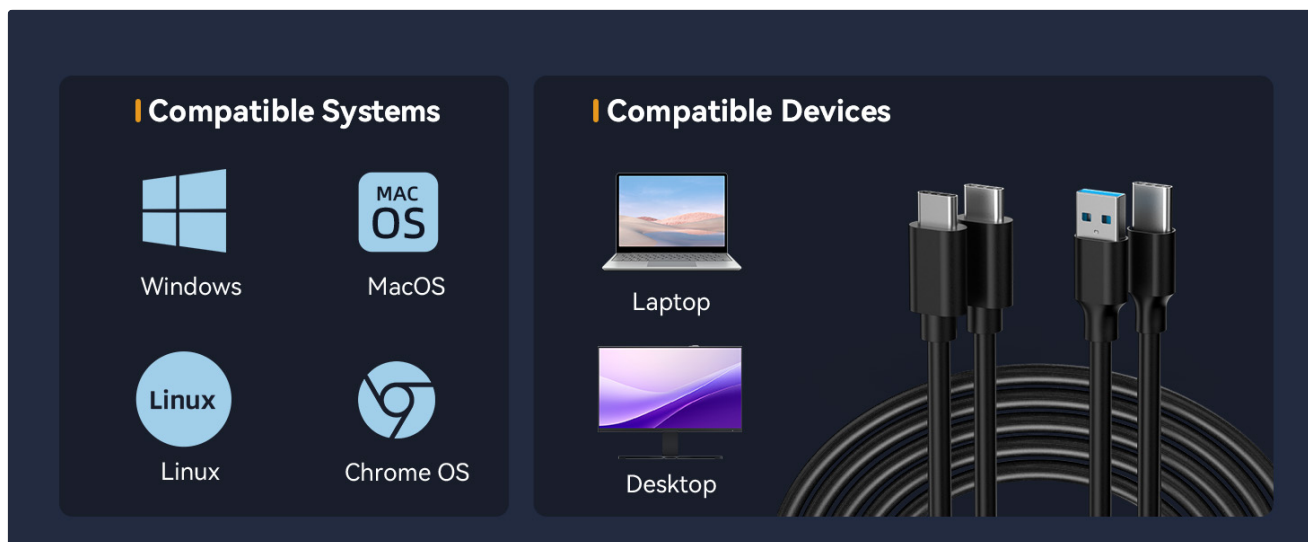 Compatible Systems
Windows
MAC
OS
MacOS
Linux
Linux
Chrome OS
Compatible Devices
Laptop
Desktop